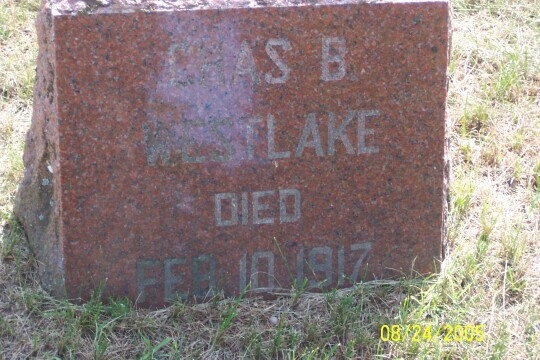 CHAS B.
WESTLAKE
DIED
FEB. 10, 1917
08/24/2005